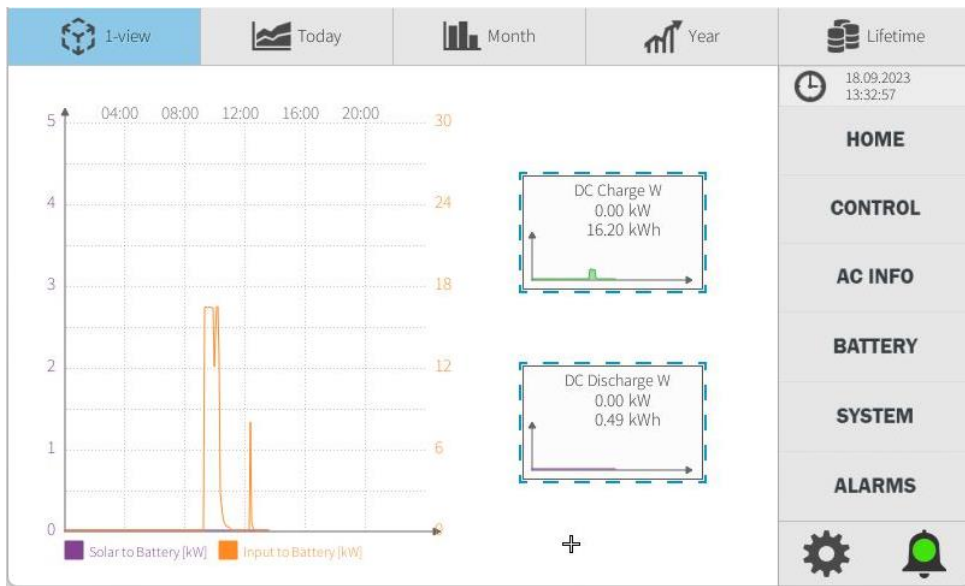 1-view
Today
Month
Year
Lifetime
18.09.2023
13:32:57
HOME
CONTROL
AC INFO
BATTERY
SYSTEM
ALARMS
04:00 08:00 12:00 16:00 20:00
5 30
4 24
3 18
2 12
1 6
0 0
Solar to Battery [kW] Input to Battery [kW]
DC Charge W
0.00 kW
16.20 kWh
DC Discharge W
0.00 kW
0.49 kWh